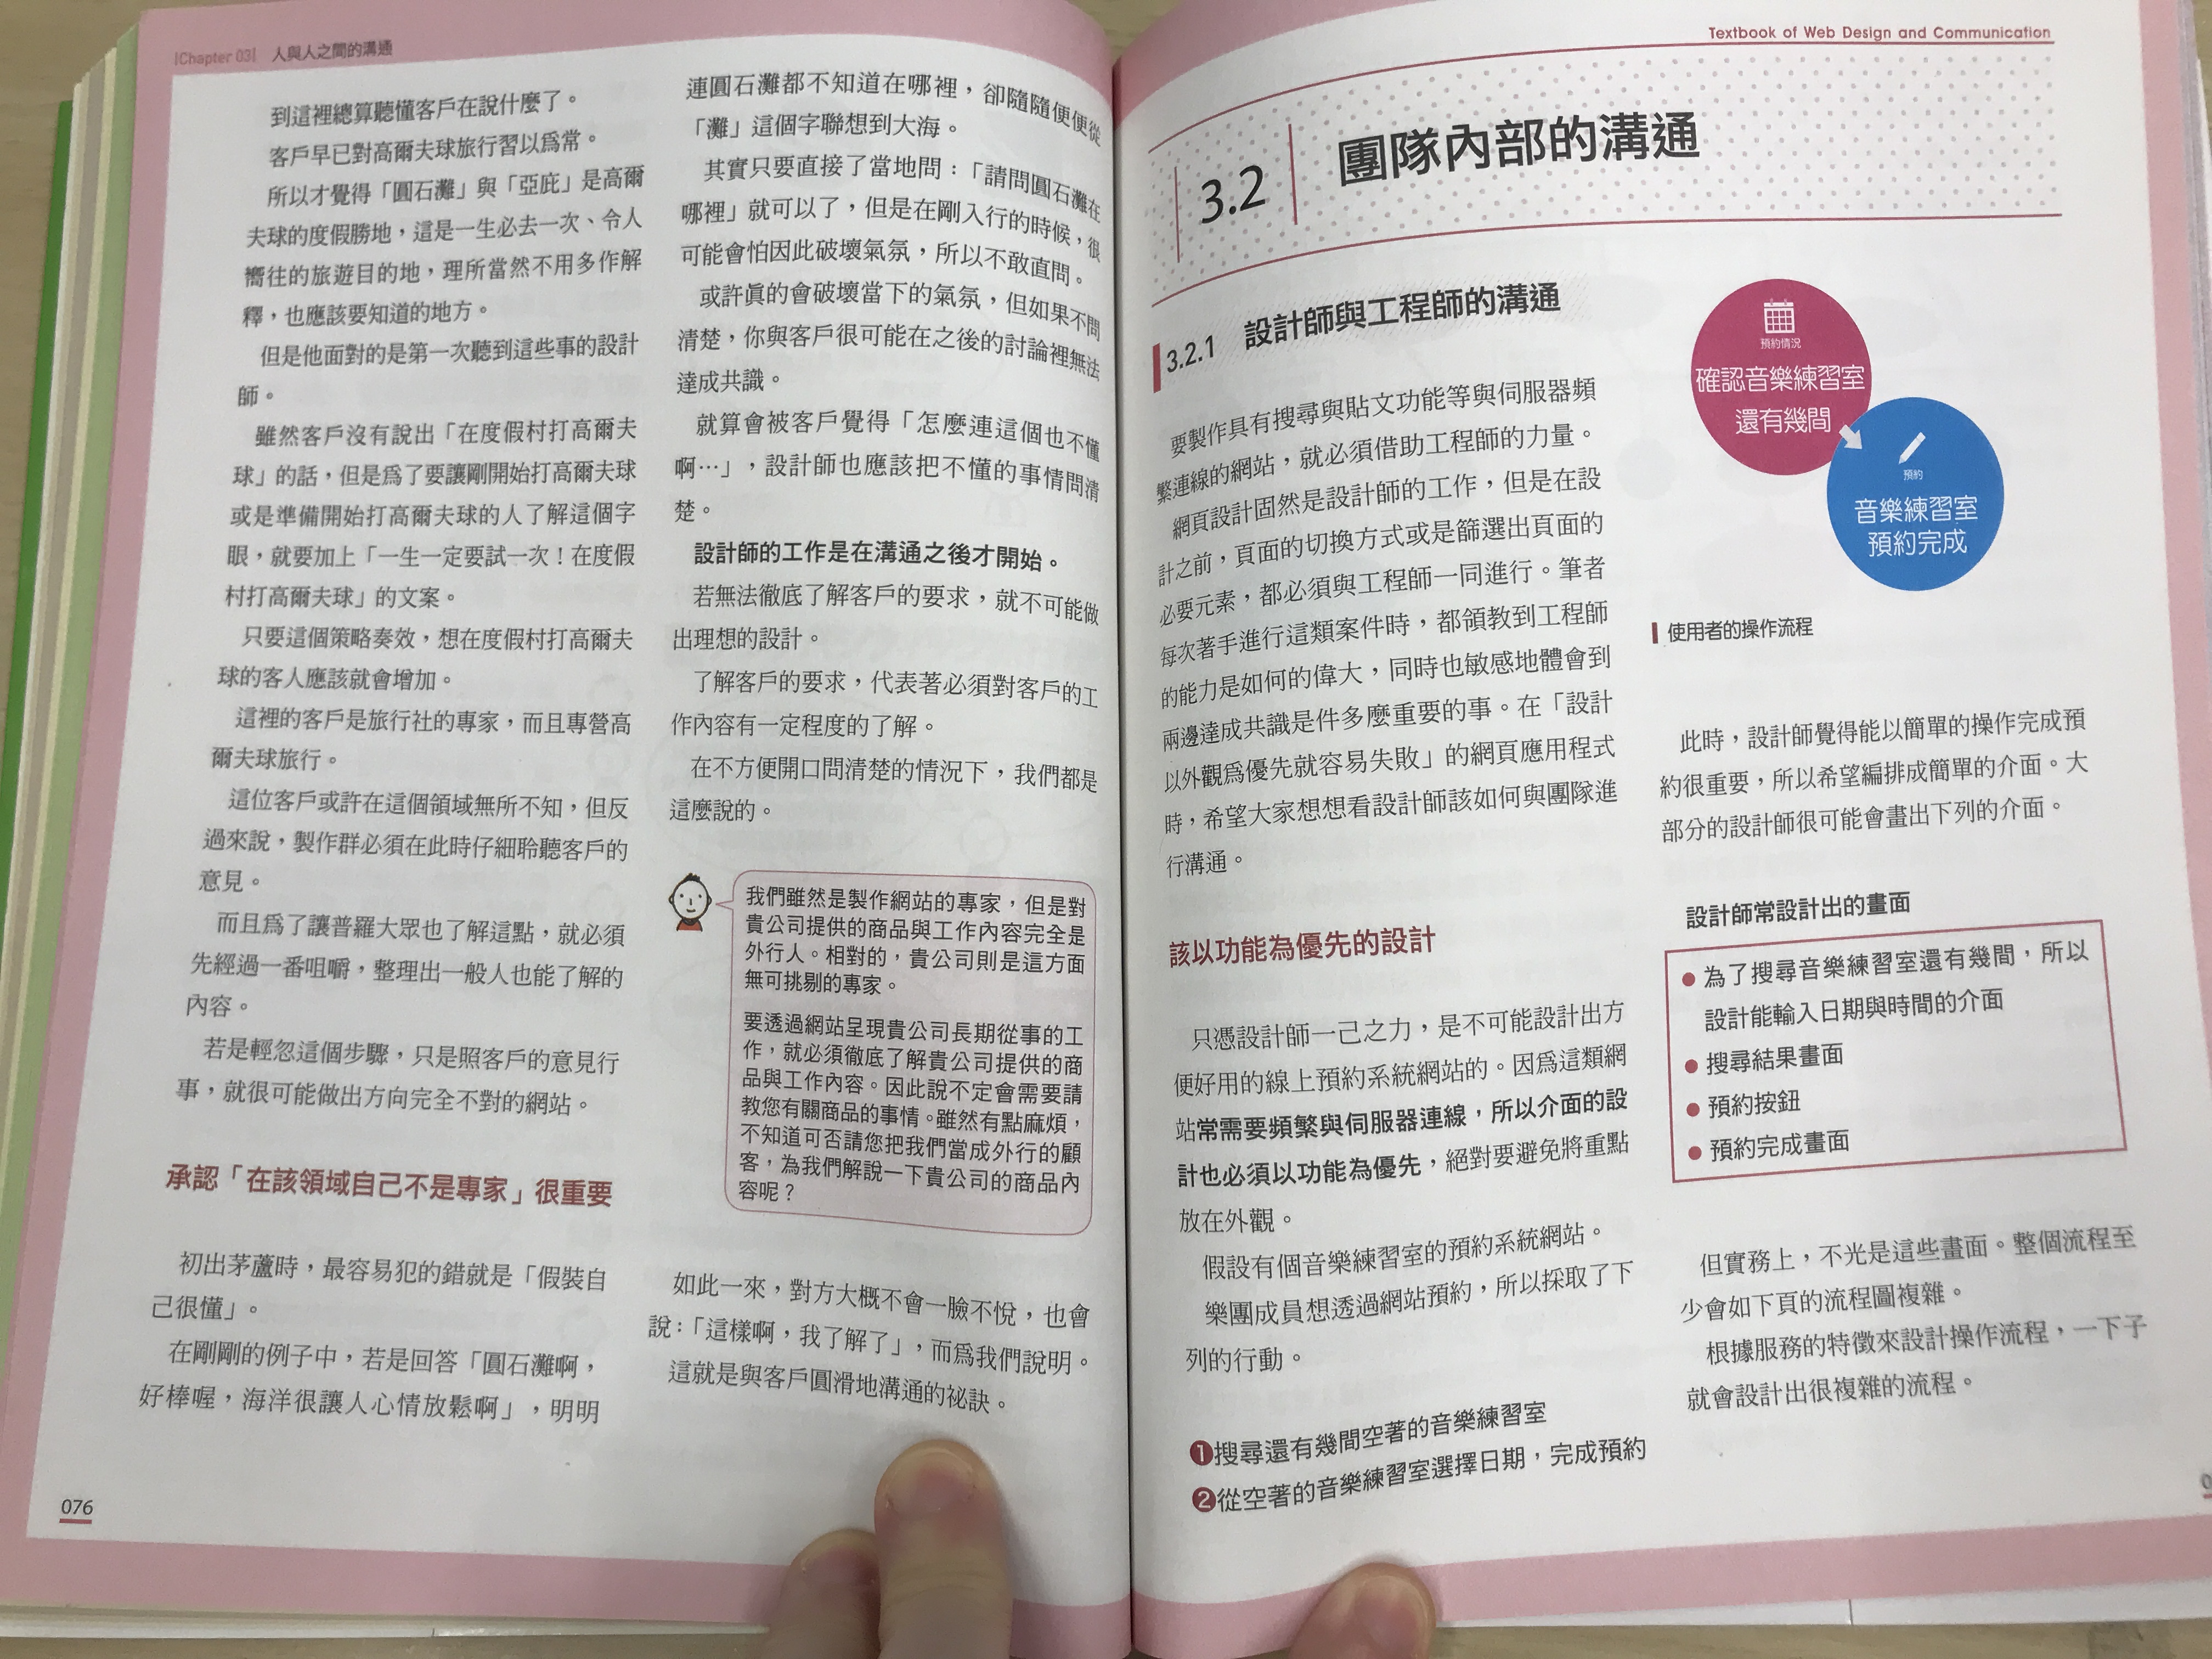 |Chapter 03| 人與人之間的溝通
到這裡總算聽懂客戶在說什麼了。
客戶早已對高爾夫球旅行習以為常。
所以才覺得「圓石灘」與「亞庇」是高爾
夫球的度假勝地，這是一生必去一次、令人
嚮往的旅遊目的地，理所當然不用多作解
釋，也應該要知道的地方。
但是他面對的是第一次聽到這些事的設計
師。
雖然客戶沒有說出「在度假村打高爾夫
球」的話，但是為了要讓剛開始打高爾夫球
或是準備開始打高爾夫球的人了解這個字
眼，就要加上「一生一定要試一次！在度假
村打高爾夫球」的文案。
只要這個策略奏效，想在度假村打高爾夫
球的客人應該就會增加。
這裡的客戶是旅行社的專家，而且專營高
爾夫球旅行。
這位客戶或許在這個領域無所不知，但反
過來說，製作群必須在此時仔細聆聽客戶的
意見。
而且為了讓普羅大眾也了解這點，就必須
先經過一番咀嚼，整理出一般人也能了解的
內容。
若是輕忽這個步驟，只是照客戶的意見行
事，就很可能做出方向完全不對的網站。
承認「在該領域自己不是專家」很重要
初出茅蘆時，最容易犯的錯就是「假裝自
己很懂」。
在剛剛的例子中，若是回答「圓石灘啊，
好棒喔，海洋很讓人心情放鬆啊」，明明
連圓石灘都不知道在哪裡，卻隨隨便便從
「灘」這個字聯想到大海。
其實只要直接了當地問：「請問圓石灘在
哪裡」就可以了，但是在剛入行的時候，很
可能會怕因此破壞氣氛，所以不敢直問。
或許真的會破壞當下的氣氛，但如果不問
清楚，你與客戶很可能在之後的討論裡無法
達成共識。
就算會被客戶覺得「怎麼連這個也不懂
啊…」，設計師也應該把不懂的事情問清
楚。
設計師的工作是在溝通之後才開始。
若無法徹底了解客戶的要求，就不可能做
出理想的設計。
了解客戶的要求，代表著必須對客戶的工
作內容有一定程度的了解。
在不方便開口問清楚的情況下，我們都是
這麼說的。
我們雖然是製作網站的專家，但是對
貴公司提供的商品與工作內容完全是
外行人。相對的，貴公司則是這方面
無可挑剔的專家。
要透過網站呈現貴公司長期從事的工
作，就必須徹底了解貴公司提供的商
品與工作內容。因此說不定會需要請
教您有關商品的事情。雖然有點麻煩，
不知道可否請您把我們當成外行的顧
客，為我們解說一下貴公司的商品內
容呢？
如此一來，對方大概不會一臉不悅，也會
說：「這樣啊，我了解了」，而為我們說明。
這就是與客戶圓滑地溝通的祕訣。
076
Textbook of Web Design and Communication
3.2 團隊內部的溝通
3.2.1 設計師與工程師的溝通
要製作具有搜尋與貼文功能等與伺服器頻
繁連線的網站，就必須借助工程師的力量。
網頁設計固然是設計師的工作，但是在設
計之前，頁面的切換方式或是篩選出頁面的
必要元素，都必須與工程師一同進行。筆者
每次著手進行這類案件時，都領教到工程師
的能力是如何的偉大，同時也敏感地體會到
兩邊達成共識是件多麼重要的事。在「設計
以外觀為優先就容易失敗」的網頁應用程式
時，希望大家想想看設計師該如何與團隊進
行溝通。
該以功能為優先的設計
只憑設計師一己之力，是不可能設計出方
便好用的線上預約系統網站的。因為這類網
站常需要頻繁與伺服器連線，所以介面的設
計也必須以功能為優先，絕對要避免將重點
放在外觀。
假設有個音樂練習室的預約系統網站。
樂團成員想透過網站預約，所以採取了下
列的行動。
❶搜尋還有幾間空著的音樂練習室
❷從空著的音樂練習室選擇日期，完成預約
預約情況
確認音樂練習室
還有幾間
預約
音樂練習室
預約完成
使用者的操作流程
此時，設計師覺得能以簡單的操作完成預
約很重要，所以希望編排成簡單的介面。大
部分的設計師很可能會畫出下列的介面。
設計師常設計出的畫面
● 為了搜尋音樂練習室還有幾間，所以
設計能輸入日期與時間的介面
● 搜尋結果畫面
● 預約按鈕
● 預約完成畫面
但實務上，不光是這些畫面。整個流程至
少會如下頁的流程圖複雜。
根據服務的特徵來設計操作流程，一下子
就會設計出很複雜的流程。